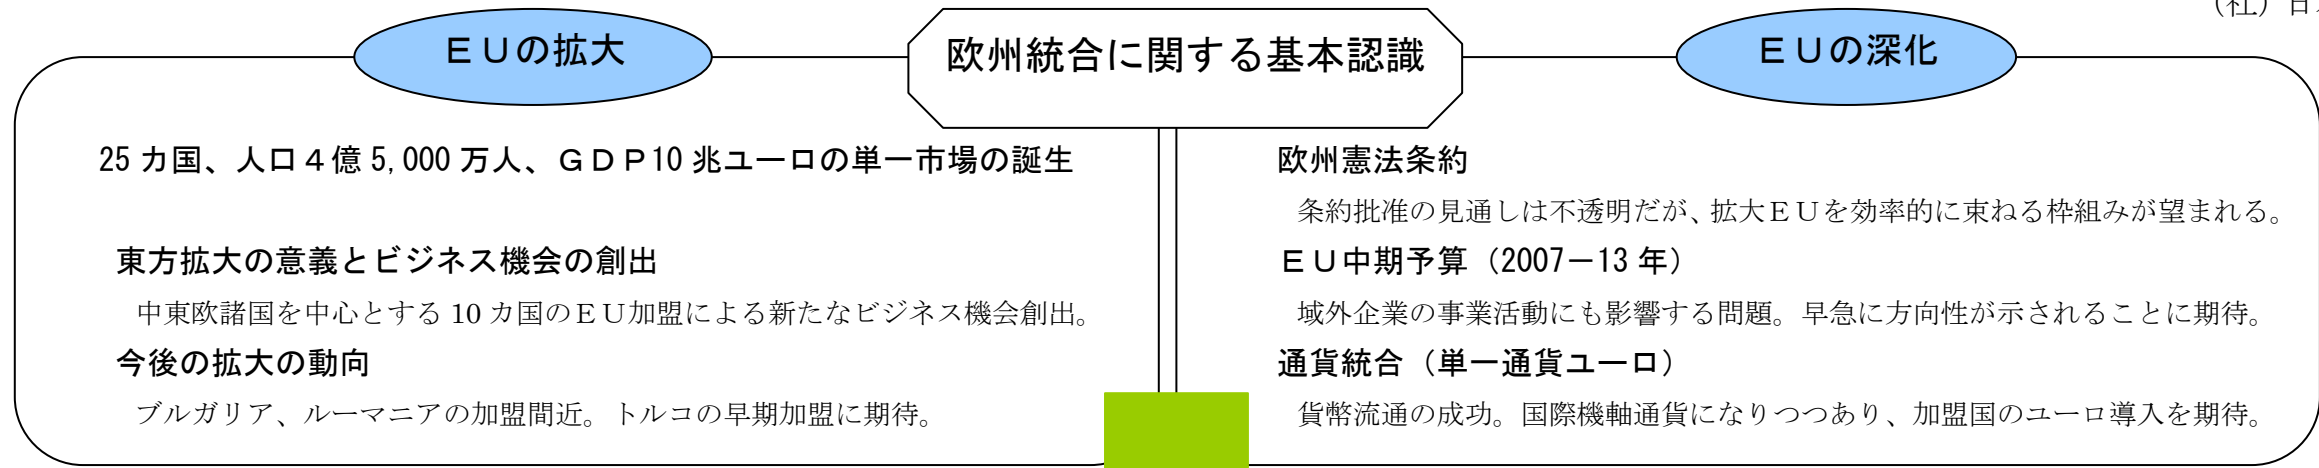 （社）日
ＥＵの拡大
欧州統合に関する基本認識
ＥＵの深化
25 カ国、人口４億 5,000 万人、ＧＤＰ10 兆ユーロの単一市場の誕生
東方拡大の意義とビジネス機会の創出
中東欧諸国を中心とする 10 カ国のＥＵ加盟による新たなビジネス機会創出。
今後の拡大の動向
ブルガリア、ルーマニアの加盟間近。トルコの早期加盟に期待。
欧州憲法条約
条約批准の見通しは不透明だが、拡大ＥＵを効率的に束ねる枠組みが望まれる。
ＥＵ中期予算（2007－13 年）
域外企業の事業活動にも影響する問題。早急に方向性が示されることに期待。
通貨統合（単一通貨ユーロ）
貨幣流通の成功。国際機軸通貨になりつつあり、加盟国のユーロ導入を期待。